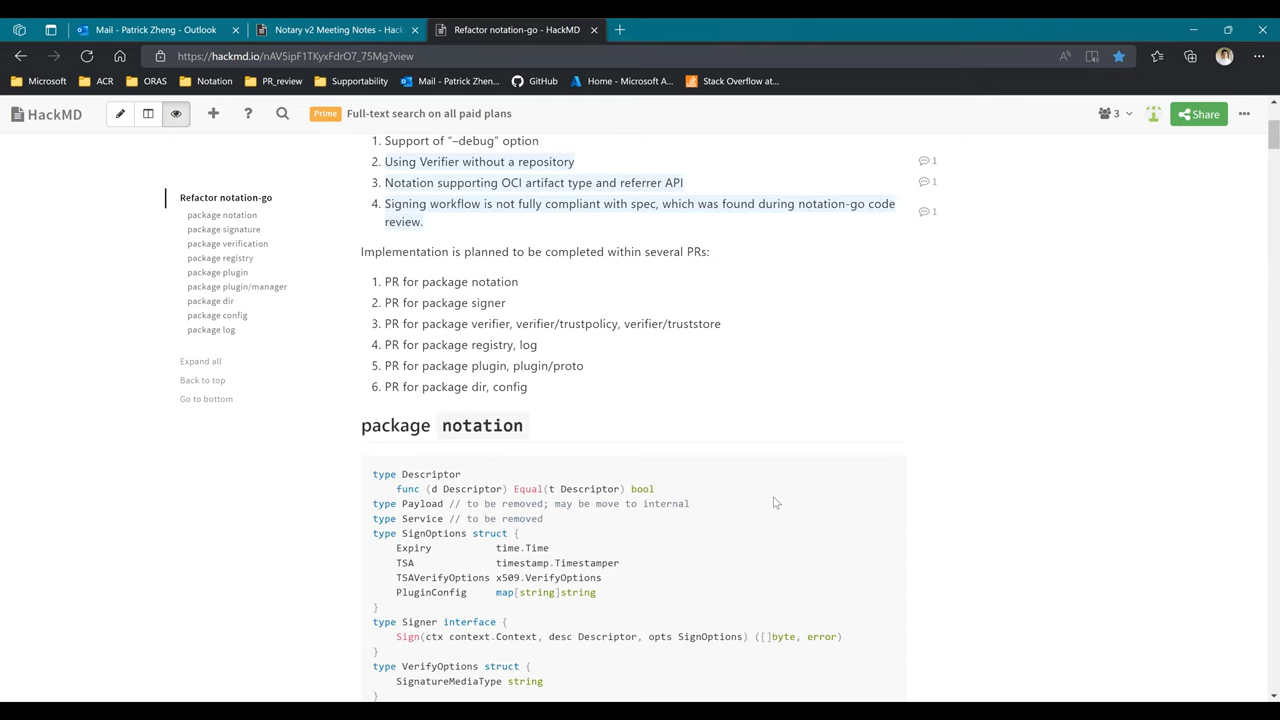 Mail - Patrick Zheng - Outlook
Notary v2 Meeting Notes - Hac
Refactor notation-go - HackMD
https://hackmd.io/nAV5ipF1TKyxFdrO7_75Mg?view
Microsoft
ACR
ORAS
Notation
PR_review
Supportability
Mail - Patrick Zhen...
GitHub
Home - Microsoft A...
Stack Overflow at...
HackMD
Prime
Full-text search on all paid plans
3
Share
Refactor notation-go
package notation
package signature
package verification
package registry
package plugin
package plugin/manager
package dir
package config
package log
Expand all
Back to top
Go to bottom
1. Support of “–debug” option
2. Using Verifier without a repository
1
3. Notation supporting OCI artifact type and referrer API
1
4. Signing workflow is not fully compliant with spec, which was found during notation-go code
review.
1
Implementation is planned to be completed within several PRs:
1. PR for package notation
2. PR for package signer
3. PR for package verifier, verifier/trustpolicy, verifier/truststore
4. PR for package registry, log
5. PR for package plugin, plugin/proto
6. PR for package dir, config
package notation
type Descriptor
func (d Descriptor) Equal(t Descriptor) bool
type Payload // to be removed; may be move to internal
type Service // to be removed
type SignOptions struct {
Expiry time.Time
TSA timestamp.Timestamper
TSAVerifyOptions x509.VerifyOptions
PluginConfig map[string]string
}
type Signer interface {
Sign(ctx context.Context, desc Descriptor, opts SignOptions) ([]byte, error)
}
type VerifyOptions struct {
SignatureMediaType string
}